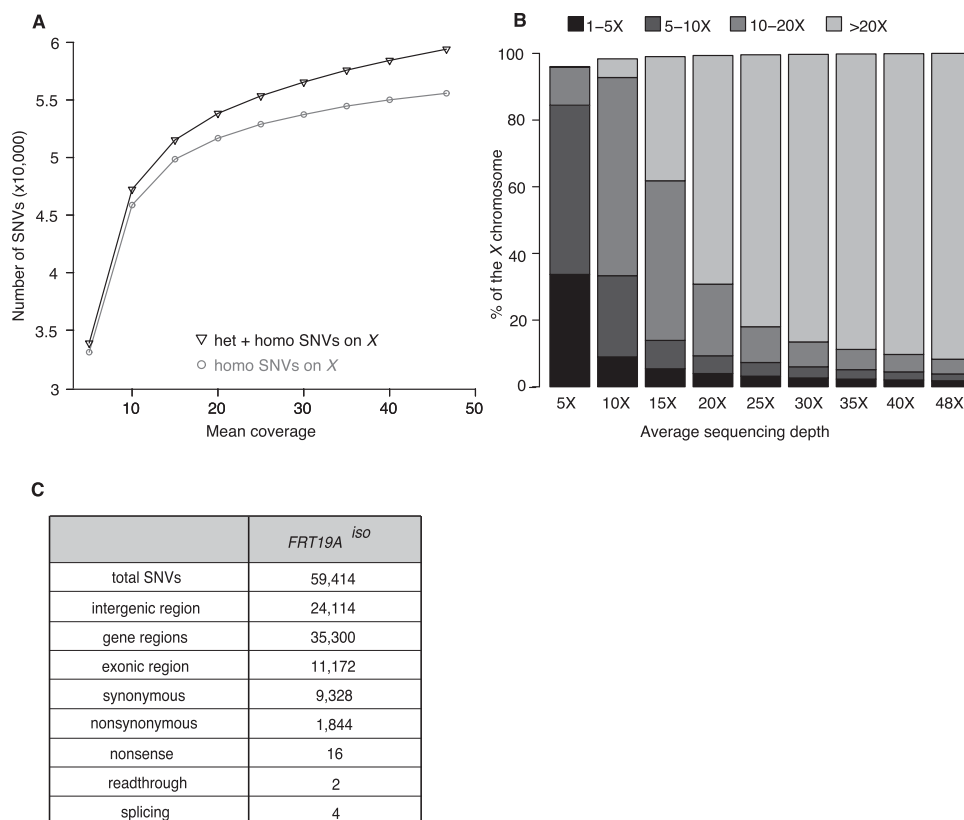 A
Number of SNVs (x10,000)
6
5.5
5
4.5
4
3.5
3
het + homo SNVs on X
homo SNVs on X
10 20 30 40 50
Mean coverage
B
1–5X 5–10X 10–20X >20X
% of the X chromosome
100
80
60
40
20
0
5X 10X 15X 20X 25X 30X 35X 40X 48X
Average sequencing depth
C
FRT19A iso
total SNVs 59,414
intergenic region 24,114
gene regions 35,300
exonic region 11,172
synonymous 9,328
nonsynonymous 1,844
nonsense 16
readthrough 2
splicing 4